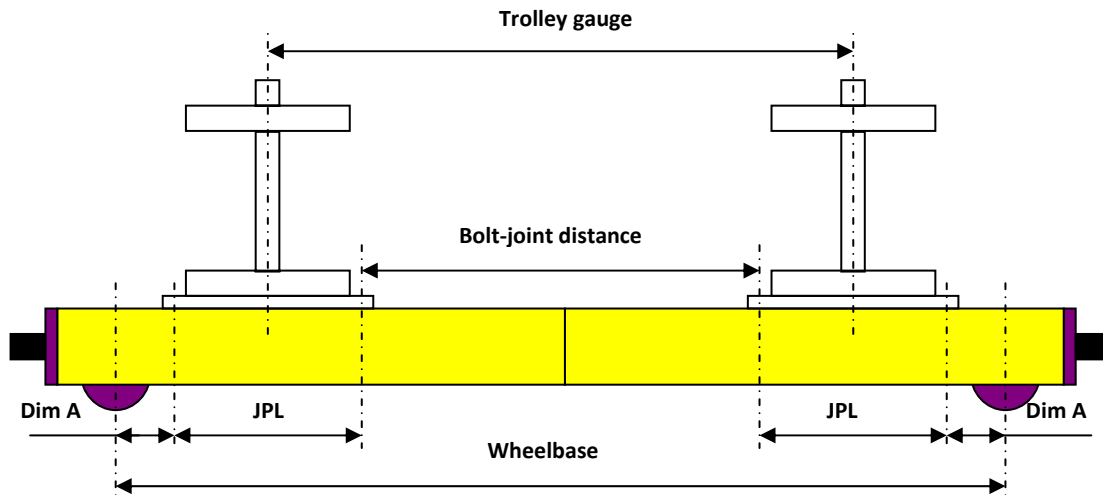 Trolley gauge
Bolt-joint distance
Dim A
JPL
JPL
Dim A
Wheelbase